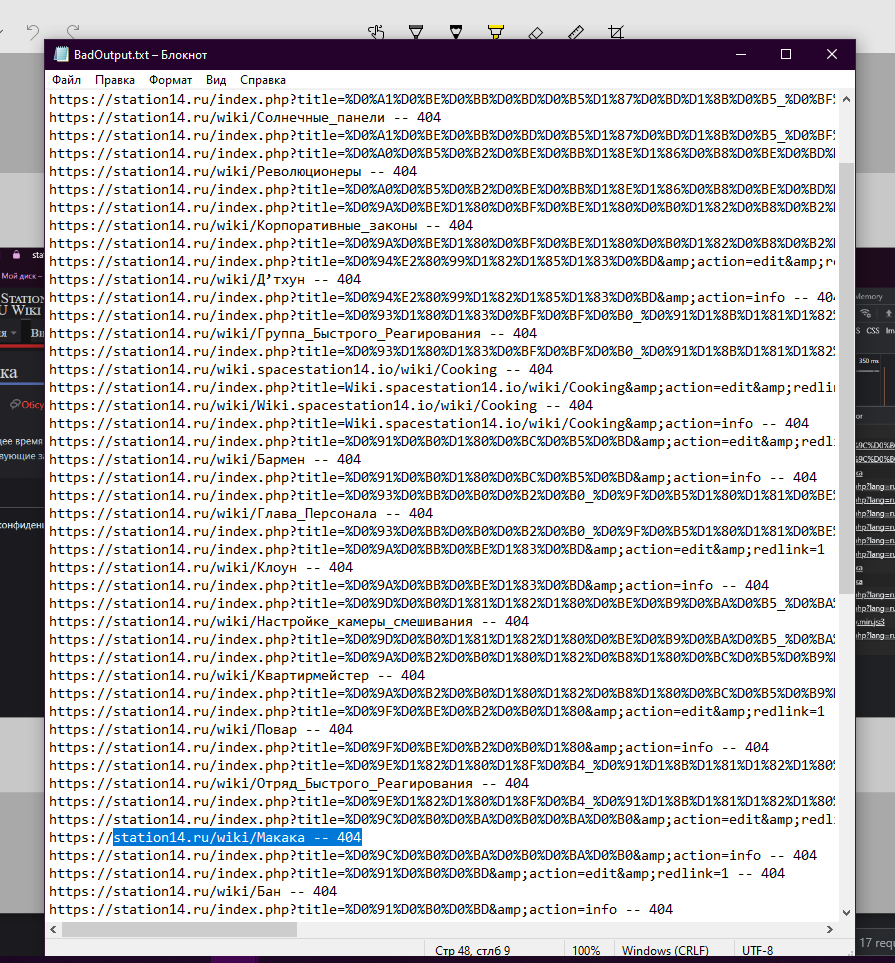 BadOutput.txt – Блокнот
Файл Правка Формат Вид Справка
https://station14.ru/index.php?title=%D0%A1%D0%BE%D0%BB%D0%BD%D0%B5%D1%87%D0%BD%D1%8B%D0%B5_%D0%BF%
https://station14.ru/wiki/Солнечные_панели -- 404
https://station14.ru/index.php?title=%D0%A1%D0%BE%D0%BB%D0%BD%D0%B5%D1%87%D0%BD%D1%8B%D0%B5_%D0%BF%
https://station14.ru/index.php?title=%D0%A0%D0%B5%D0%B2%D0%BE%D0%BB%D1%8E%D1%86%D0%B8%D0%BE%D0%BD%
https://station14.ru/wiki/Революционеры -- 404
https://station14.ru/index.php?title=%D0%A0%D0%B5%D0%B2%D0%BE%D0%BB%D1%8E%D1%86%D0%B8%D0%BE%D0%BD%
https://station14.ru/index.php?title=%D0%9A%D0%BE%D1%80%D0%BF%D0%BE%D1%80%D0%B0%D1%82%D0%B8%D0%B2%
https://station14.ru/wiki/Корпоративные_законы -- 404
https://station14.ru/index.php?title=%D0%9A%D0%BE%D1%80%D0%BF%D0%BE%D1%80%D0%B0%D1%82%D0%B8%D0%B2%
https://station14.ru/index.php?title=%D0%94%E2%80%99%D1%82%D1%85%D1%83%D0%BD&amp;action=edit&amp;re
https://station14.ru/wiki/Д’тхун -- 404
https://station14.ru/index.php?title=%D0%94%E2%80%99%D1%82%D1%85%D1%83%D0%BD&amp;action=info -- 404
https://station14.ru/index.php?title=%D0%93%D1%80%D1%83%D0%BF%D0%BF%D0%B0_%D0%91%D1%8B%D1%81%D1%82%
https://station14.ru/wiki/Группа_Быстрого_Реагирования -- 404
https://station14.ru/index.php?title=%D0%93%D1%80%D1%83%D0%BF%D0%BF%D0%B0_%D0%91%D1%8B%D1%81%D1%82%
https://station14.ru/wiki.spacestation14.io/wiki/Cooking -- 404
https://station14.ru/index.php?title=Wiki.spacestation14.io/wiki/Cooking&amp;action=edit&amp;redlin
https://station14.ru/wiki/Wiki.spacestation14.io/wiki/Cooking -- 404
https://station14.ru/index.php?title=Wiki.spacestation14.io/wiki/Cooking&amp;action=info -- 404
https://station14.ru/index.php?title=%D0%91%D0%B0%D1%80%D0%BC%D0%B5%D0%BD&amp;action=edit&amp;redli
https://station14.ru/wiki/Бармен -- 404
https://station14.ru/index.php?title=%D0%91%D0%B0%D1%80%D0%BC%D0%B5%D0%BD&amp;action=info -- 404
https://station14.ru/index.php?title=%D0%93%D0%BB%D0%B0%D0%B2%D0%B0_%D0%9F%D0%B5%D1%80%D1%81%D0%BE%
https://station14.ru/wiki/Глава_Персонала -- 404
https://station14.ru/index.php?title=%D0%93%D0%BB%D0%B0%D0%B2%D0%B0_%D0%9F%D0%B5%D1%80%D1%81%D0%BE%
https://station14.ru/index.php?title=%D0%9A%D0%BB%D0%BE%D1%83%D0%BD&amp;action=edit&amp;redlink=1
https://station14.ru/wiki/Клоун -- 404
https://station14.ru/index.php?title=%D0%9A%D0%BB%D0%BE%D1%83%D0%BD&amp;action=info -- 404
https://station14.ru/index.php?title=%D0%9D%D0%B0%D1%81%D1%82%D1%80%D0%BE%D0%B9%D0%BA%D0%B5_%D0%BA%
https://station14.ru/wiki/Настройке_камеры_смешивания -- 404
https://station14.ru/index.php?title=%D0%9D%D0%B0%D1%81%D1%82%D1%80%D0%BE%D0%B9%D0%BA%D0%B5_%D0%BA%
https://station14.ru/index.php?title=%D0%9A%D0%B2%D0%B0%D1%80%D1%82%D0%B8%D1%80%D0%BC%D0%B5%D0%B9%
https://station14.ru/wiki/Квартирмейстер -- 404
https://station14.ru/index.php?title=%D0%9A%D0%B2%D0%B0%D1%80%D1%82%D0%B8%D1%80%D0%BC%D0%B5%D0%B9%
https://station14.ru/index.php?title=%D0%9F%D0%BE%D0%B2%D0%B0%D1%80&amp;action=edit&amp;redlink=1
https://station14.ru/wiki/Повар -- 404
https://station14.ru/index.php?title=%D0%9F%D0%BE%D0%B2%D0%B0%D1%80&amp;action=info -- 404
https://station14.ru/index.php?title=%D0%9E%D1%82%D1%80%D1%8F%D0%B4_%D0%91%D1%8B%D1%81%D1%82%D1%80%
https://station14.ru/wiki/Отряд_Быстрого_Реагирования -- 404
https://station14.ru/index.php?title=%D0%9E%D1%82%D1%80%D1%8F%D0%B4_%D0%91%D1%8B%D1%81%D1%82%D1%80%
https://station14.ru/index.php?title=%D0%9C%D0%B0%D0%BA%D0%B0%D0%BA%D0%B0&amp;action=edit&amp;redli
https://station14.ru/wiki/Макака -- 404
https://station14.ru/index.php?title=%D0%9C%D0%B0%D0%BA%D0%B0%D0%BA%D0%B0&amp;action=info -- 404
https://station14.ru/index.php?title=%D0%91%D0%B0%D0%BD&amp;action=edit&amp;redlink=1 -- 404
https://station14.ru/wiki/Бан -- 404
https://station14.ru/index.php?title=%D0%91%D0%B0%D0%BD&amp;action=info -- 404
Стр 48, стлб 9 100% Windows (CRLF) UTF-8
Мой диск –
350 ms